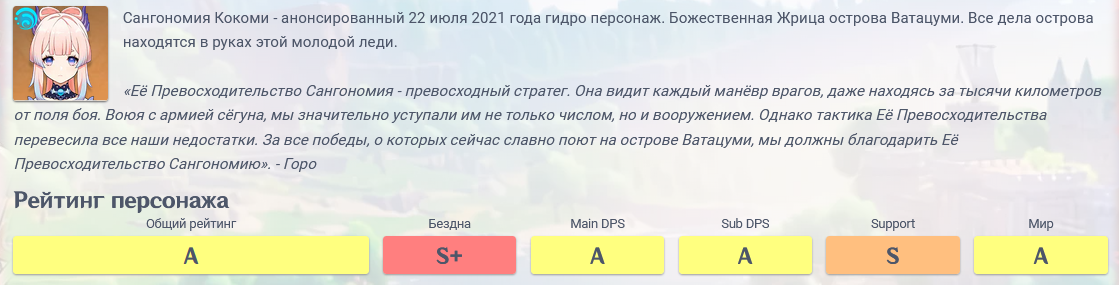 Сангономия Кокоми - анонсированный 22 июля 2021 года гидро персонаж. Божественная Жрица острова Ватацуми. Все дела острова
находятся в руках этой молодой леди.
«Её Превосходительство Сангономия - превосходный стратег. Она видит каждый манёвр врагов, даже находясь за тысячи километров
от поля боя. Воюя с армией сёгуна, мы значительно уступали им не только числом, но и вооружением. Однако тактика Её Превосходительства
перевесила все наши недостатки. За все победы, о которых сейчас славно поют на острове Ватацуми, мы должны благодарить Её
Превосходительство Сангономию». - Горо
Рейтинг персонажа
Общий рейтинг Бездна Main DPS Sub DPS Support Мир
A S+ A A S A